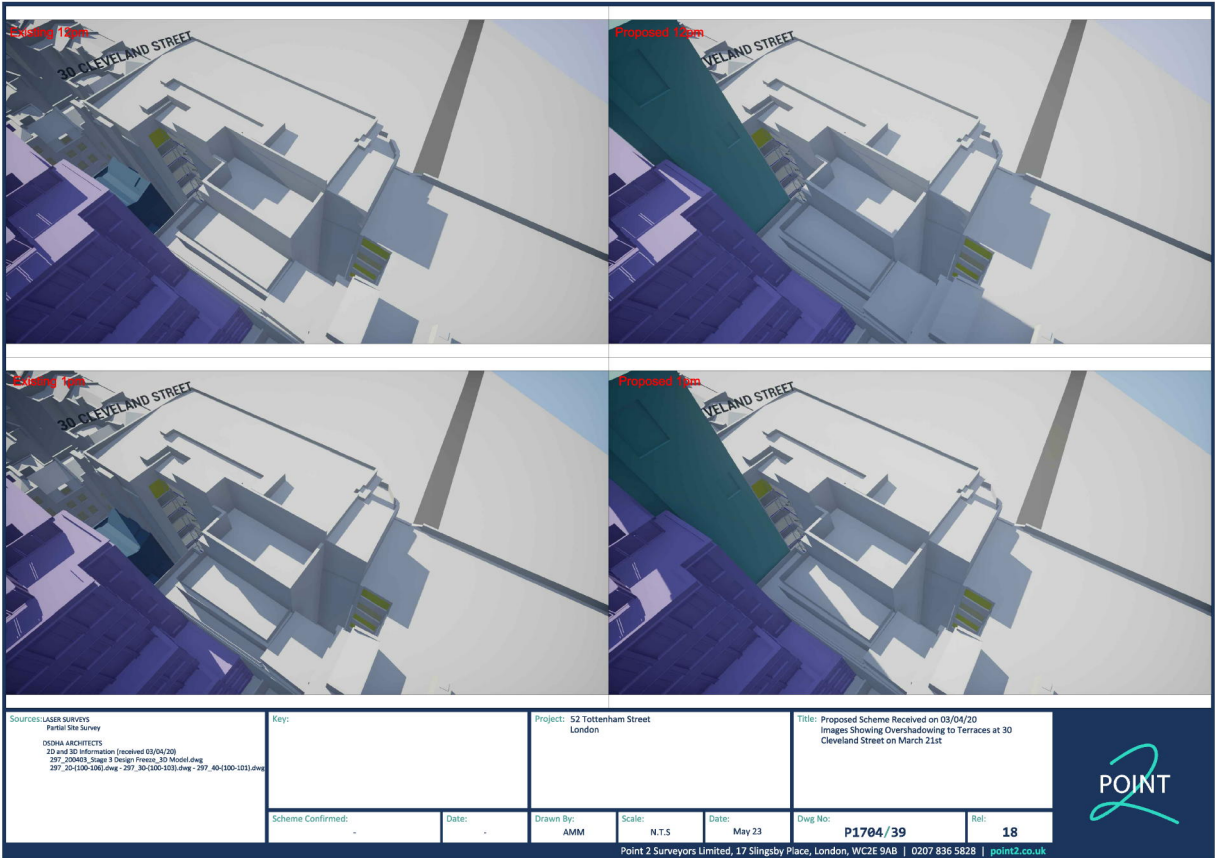 Existing 12pm
30 CLEVELAND STREET
Proposed 12pm
VELAND STREET
Existing 1pm
30 CLEVELAND STREET
Proposed 1pm
VELAND STREET
Sources: LASER SURVEYS
Partial Site Survey
DSDHA ARCHITECTS
2D and 3D Information (received 03/04/20)
297_200403_Stage 3 Design Freeze_3D Model.dwg
297_20-(100-106).dwg - 297_30-(100-103).dwg - 297_40-(100-101).dwg
Key:
Project: 52 Tottenham Street
London
Title: Proposed Scheme Received on 03/04/20
Images Showing Overshadowing to Terraces at 30
Cleveland Street on March 21st
Scheme Confirmed:
-
Date:
-
Drawn By:
AMM
Scale:
N.T.S
Date:
May 23
Dwg No:
P1704/39
Rel:
18
POINT
2
Point 2 Surveyors Limited, 17 Slingsby Place, London, WC2E 9AB | 0207 836 5828 | point2.co.uk